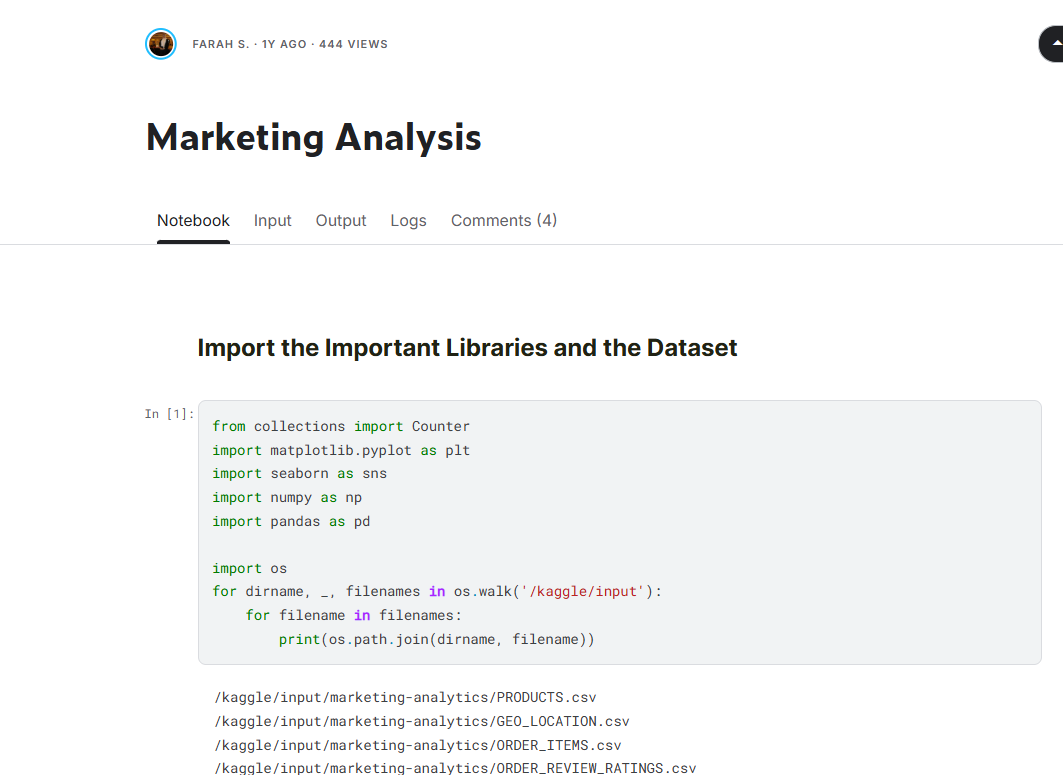 FARAH S. · 1Y AGO · 444 VIEWS
Marketing Analysis
Notebook Input Output Logs Comments (4)
Import the Important Libraries and the Dataset
In [1]:
from collections import Counter
import matplotlib.pyplot as plt
import seaborn as sns
import numpy as np
import pandas as pd

import os
for dirname, _, filenames in os.walk('/kaggle/input'):
    for filename in filenames:
        print(os.path.join(dirname, filename))
/kaggle/input/marketing-analytics/PRODUCTS.csv
/kaggle/input/marketing-analytics/GEO_LOCATION.csv
/kaggle/input/marketing-analytics/ORDER_ITEMS.csv
/kaggle/input/marketing-analytics/ORDER_REVIEW_RATINGS.csv